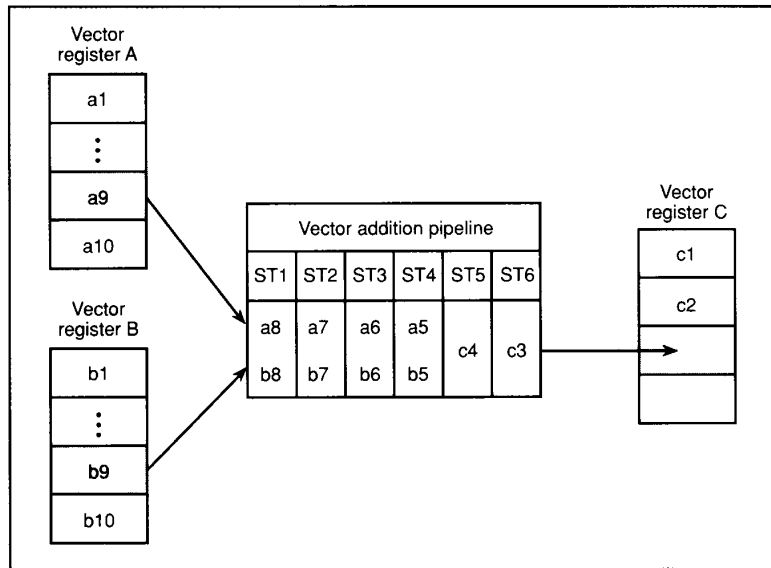 Vector
register A
a1
⋮
a9
a10
Vector
register B
b1
⋮
b9
b10
Vector addition pipeline
ST1 ST2 ST3 ST4 ST5 ST6
a8 a7 a6 a5
c4 c3
b8 b7 b6 b5
Vector
register C
c1
c2